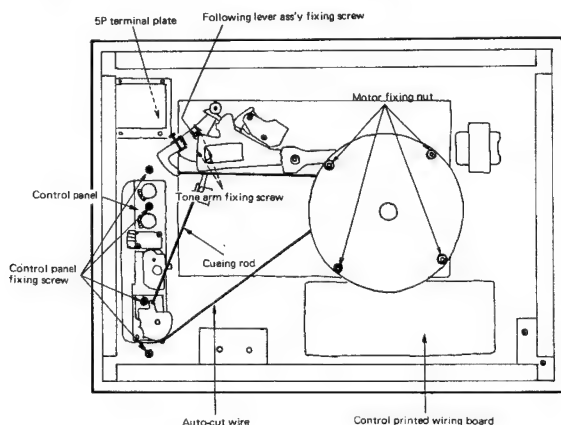 Following lever ass'y fixing screw
5P terminal plate
Motor fixing nut
Control panel
Tone arm fixing screw
Control panel
fixing screw
Cueing rod
Auto-cut wire
Control printed wiring board